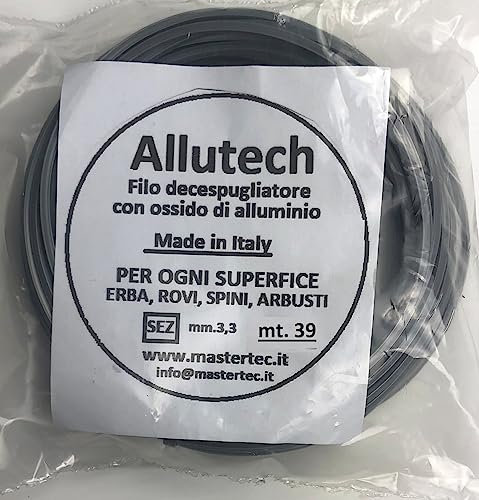 Allutech
Filo decespugliatore
con ossido di alluminio
Made in Italy
PER OGNI SUPERFICE
ERBA, ROVI, SPINI, ARBUSTI
SEZ mm.3,3 mt. 39
www.mastertec.it
info@mastertec.it